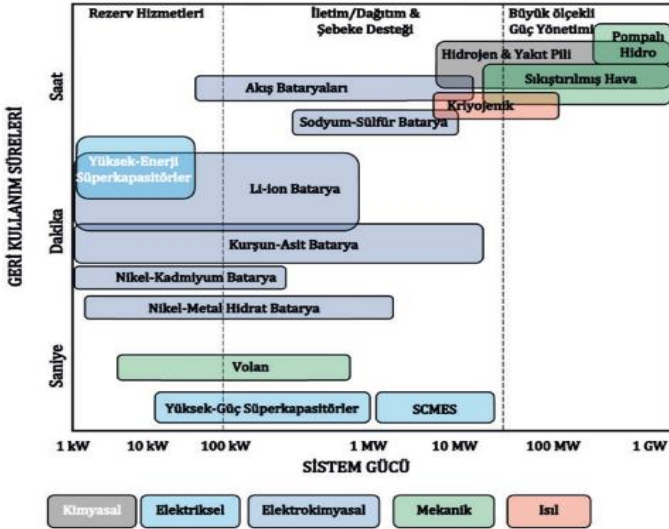 Rezerv Hizmetleri
İletim/Dağıtım &
Şebeke Desteği
Büyük ölçekli
Güç Yönetimi
Pompalı
Hidro
Hidrojen & Yakıt Pili
Sıkıştırılmış Hava
Akış Bataryaları
Kriyojenik
Sodyum-Sülfür Batarya
Yüksek-Enerji
Süperkapasitörler
Li-ion Batarya
Kurşun-Asit Batarya
Nikel-Kadmiyum Batarya
Nikel-Metal Hidrat Batarya
Volan
Yüksek-Güç Süperkapasitörler
SCMES
GERİ KULLANIM SÜRELERİ
Saat
Dakika
Saniye
1 kW 10 kW 100 kW 1 MW 10 MW 100 MW 1 GW
SİSTEM GÜCÜ
Kimyasal
Elektriksel
Elektrokimyasal
Mekanik
Isıl